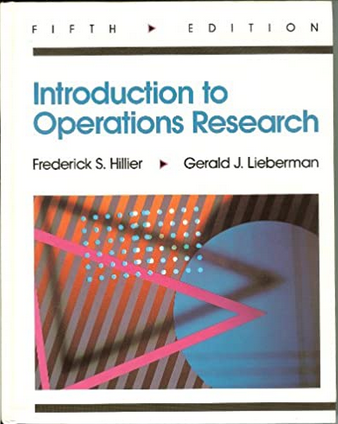 FIFTH EDITION
Introduction to
Operations Research
Frederick S. Hillier Gerald J. Lieberman